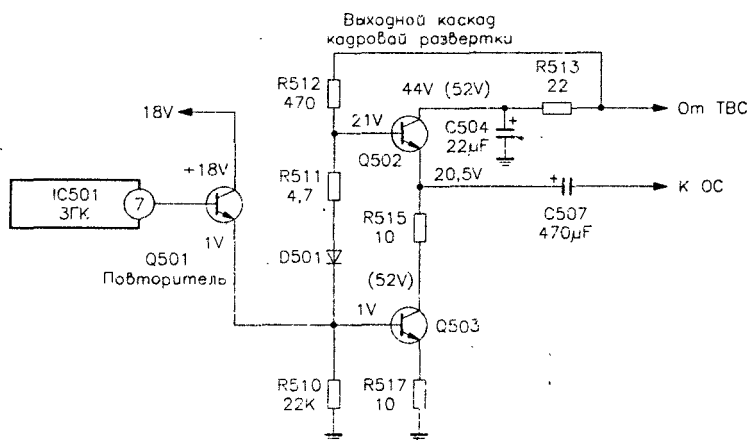 Выходной каскад
кадровой развертки
R512
470
44V (52V)
R513
22
18V
21V
От ТВС
C504
22µF
Q502
+18V
R511
4,7
20,5V
К ОС
IC501
ЗГК
7
1V
R515
10
C507
470µF
Q501
Повторитель
D501
(52V)
1V
Q503
R510
22K
R517
10